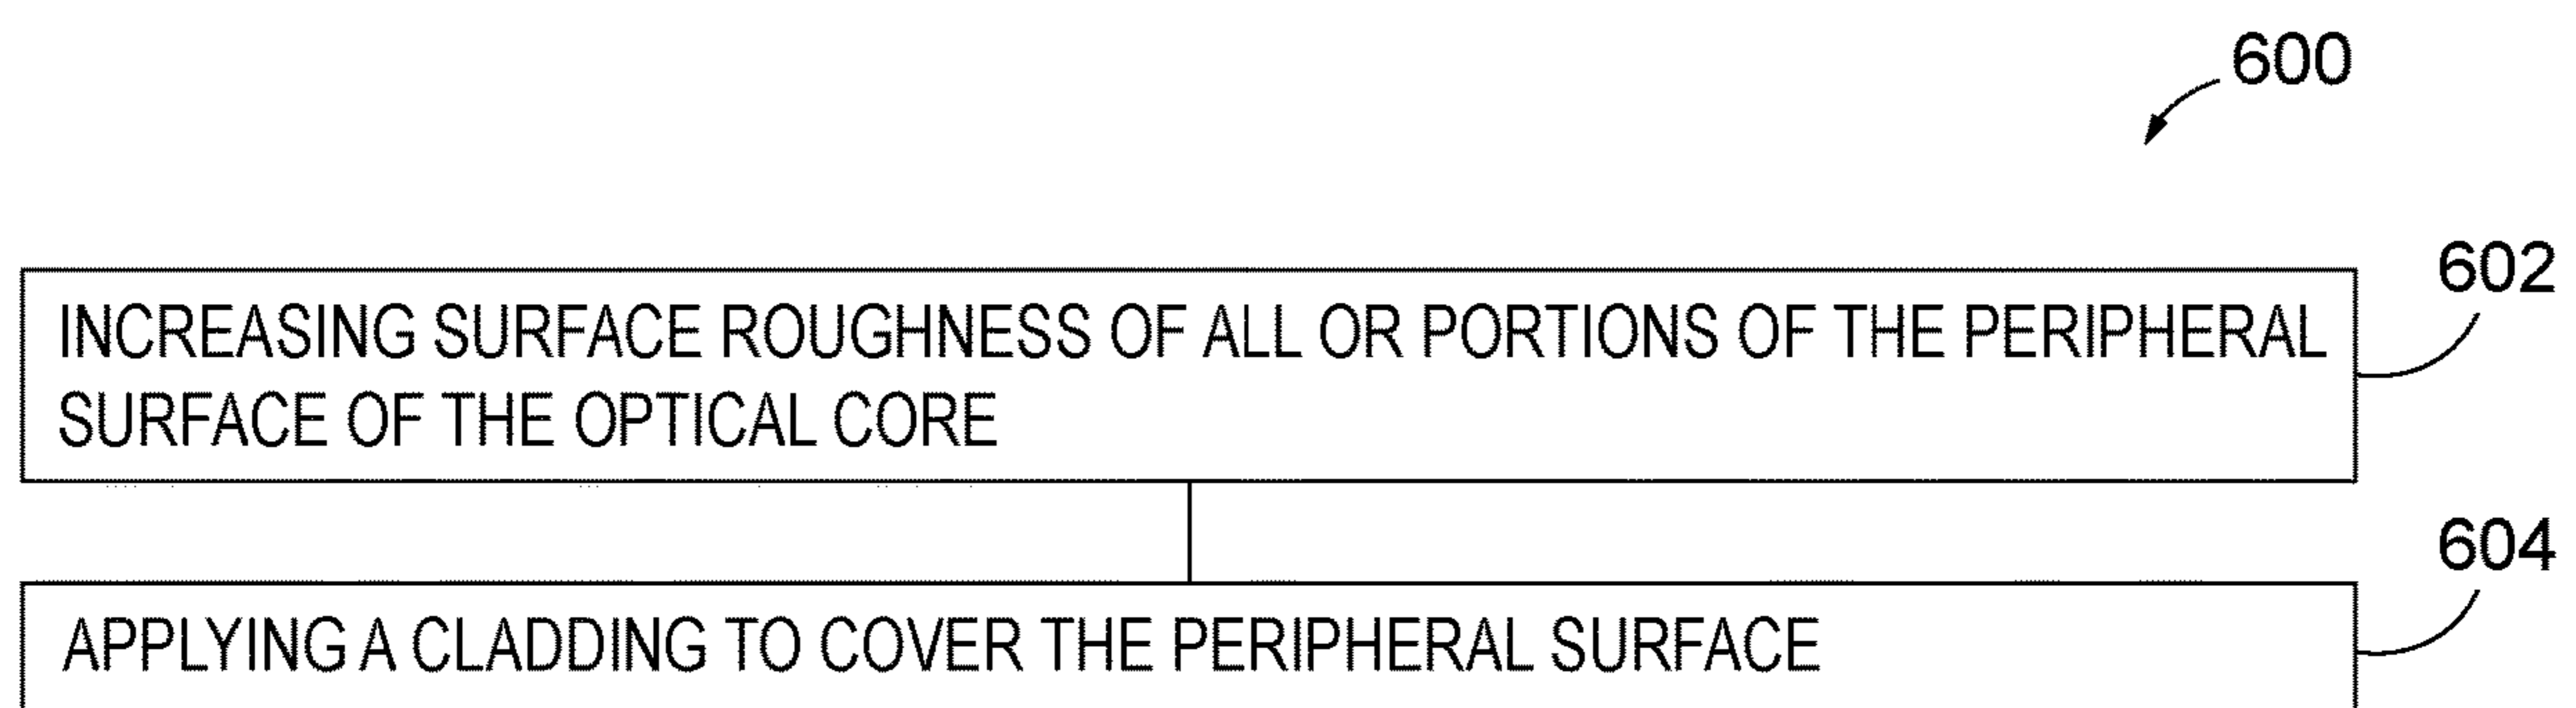 600
602
INCREASING SURFACE ROUGHNESS OF ALL OR PORTIONS OF THE PERIPHERAL
SURFACE OF THE OPTICAL CORE
604
APPLYING A CLADDING TO COVER THE PERIPHERAL SURFACE